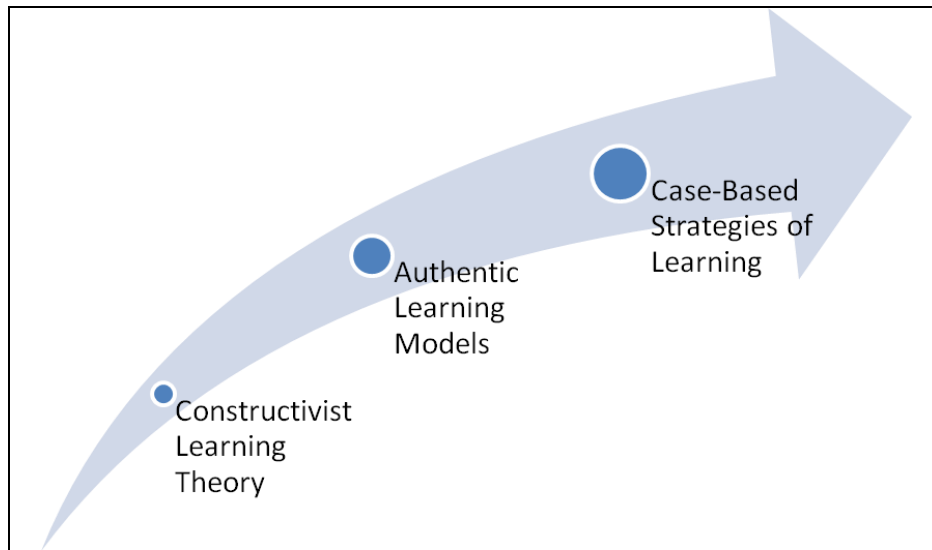 Case-Based
Strategies of
Learning
Authentic
Learning
Models
Constructivist
Learning
Theory